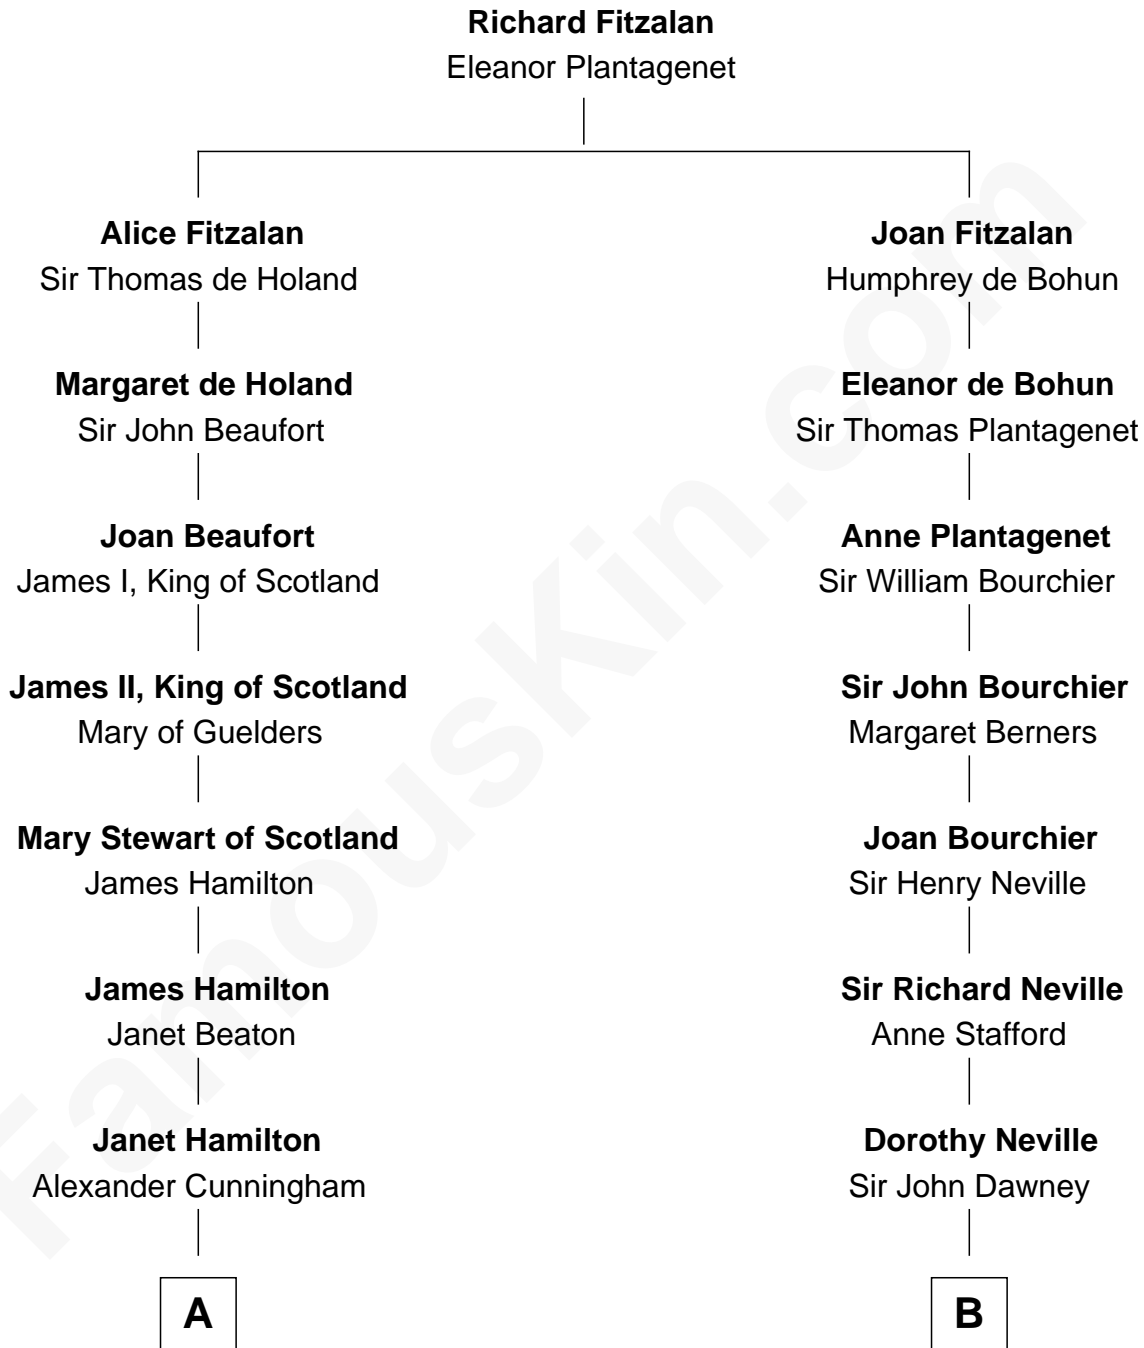 Richard Fitzalan
Eleanor Plantagenet
Alice Fitzalan
Sir Thomas de Holand
Joan Fitzalan
Humphrey de Bohun
Margaret de Holand
Sir John Beaufort
Eleanor de Bohun
Sir Thomas Plantagenet
Joan Beaufort
James I, King of Scotland
Anne Plantagenet
Sir William Bourchier
James II, King of Scotland
Mary of Guelders
Sir John Bourchier
Margaret Berners
Mary Stewart of Scotland
James Hamilton
Joan Bourchier
Sir Henry Neville
James Hamilton
Janet Beaton
Sir Richard Neville
Anne Stafford
Janet Hamilton
Alexander Cunningham
Dorothy Neville
Sir John Dawney
A
B
FamousKin.com